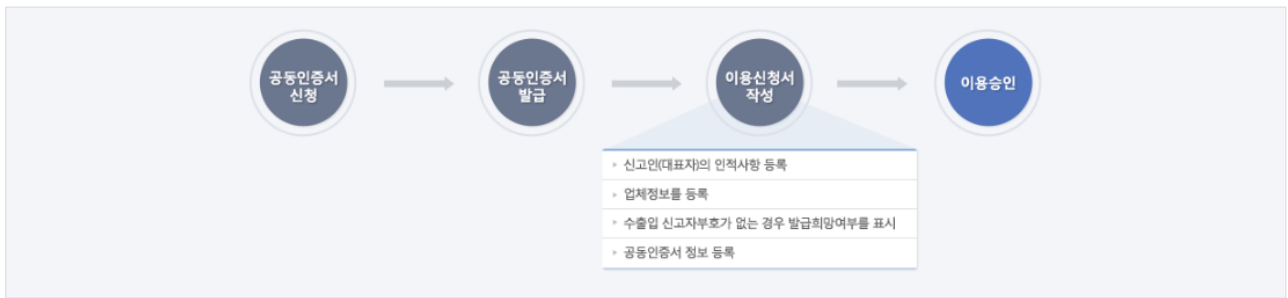 공동인증서
신청
공동인증서
발급
이용신청서
작성
이용승인
신고인(대표자)의 인적사항 등록
업체정보를 등록
수출입 신고자부호가 없는 경우 발급희망여부를 표시
공동인증서 정보 등록